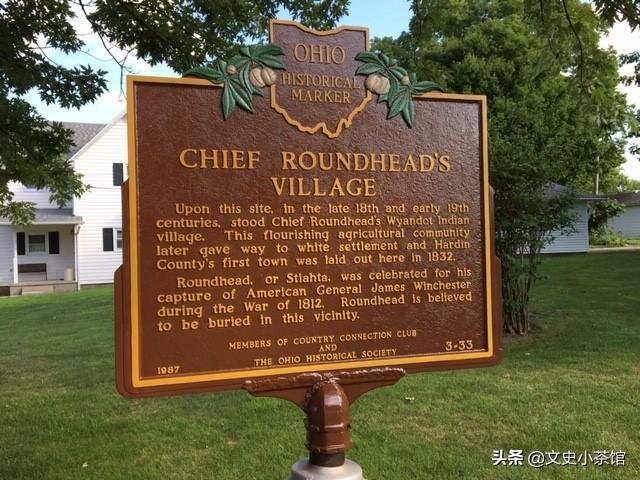 OHIO
HISTORICAL
MARKER
CHIEF ROUNDHEAD'S
VILLAGE
Upon this site, in the late 18th and early 19th
centuries, stood Chief Roundhead's Wyandot Indian
village. This flourishing agricultural community
later gave way to white settlement and Hardin
County's first town was laid out here in 1832.
Roundhead, or Stiahta, was celebrated for his
capture of American General James Winchester
during the War of 1812. Roundhead is believed
to be buried in this vicinity.
MEMBERS OF COUNTRY CONNECTION CLUB
AND
THE OHIO HISTORICAL SOCIETY
1987
3-33
头条 @文史小茶馆